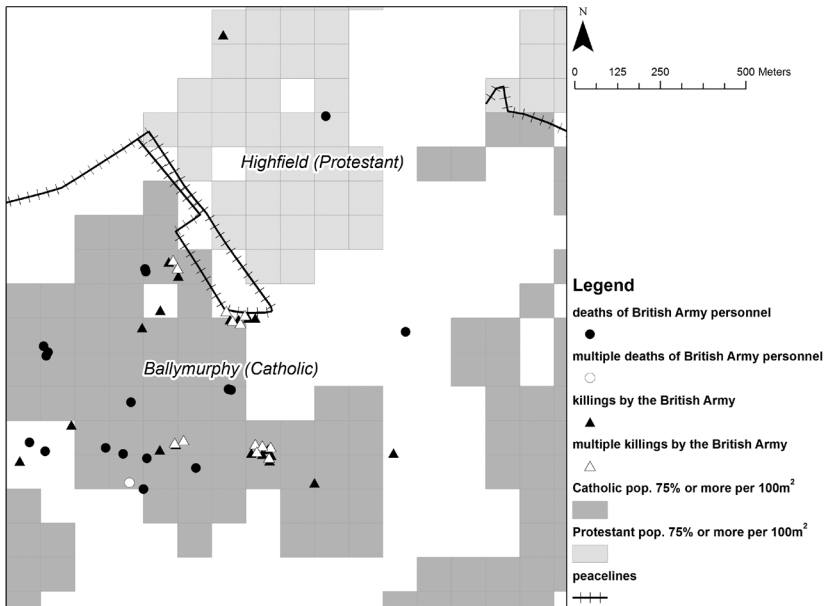 N
0 125 250 500 Meters
Highfield (Protestant)
Ballymurphy (Catholic)
Legend
deaths of British Army personnel
multiple deaths of British Army personnel
killings by the British Army
multiple killings by the British Army
Catholic pop. 75% or more per 100m²
Protestant pop. 75% or more per 100m²
peacelines